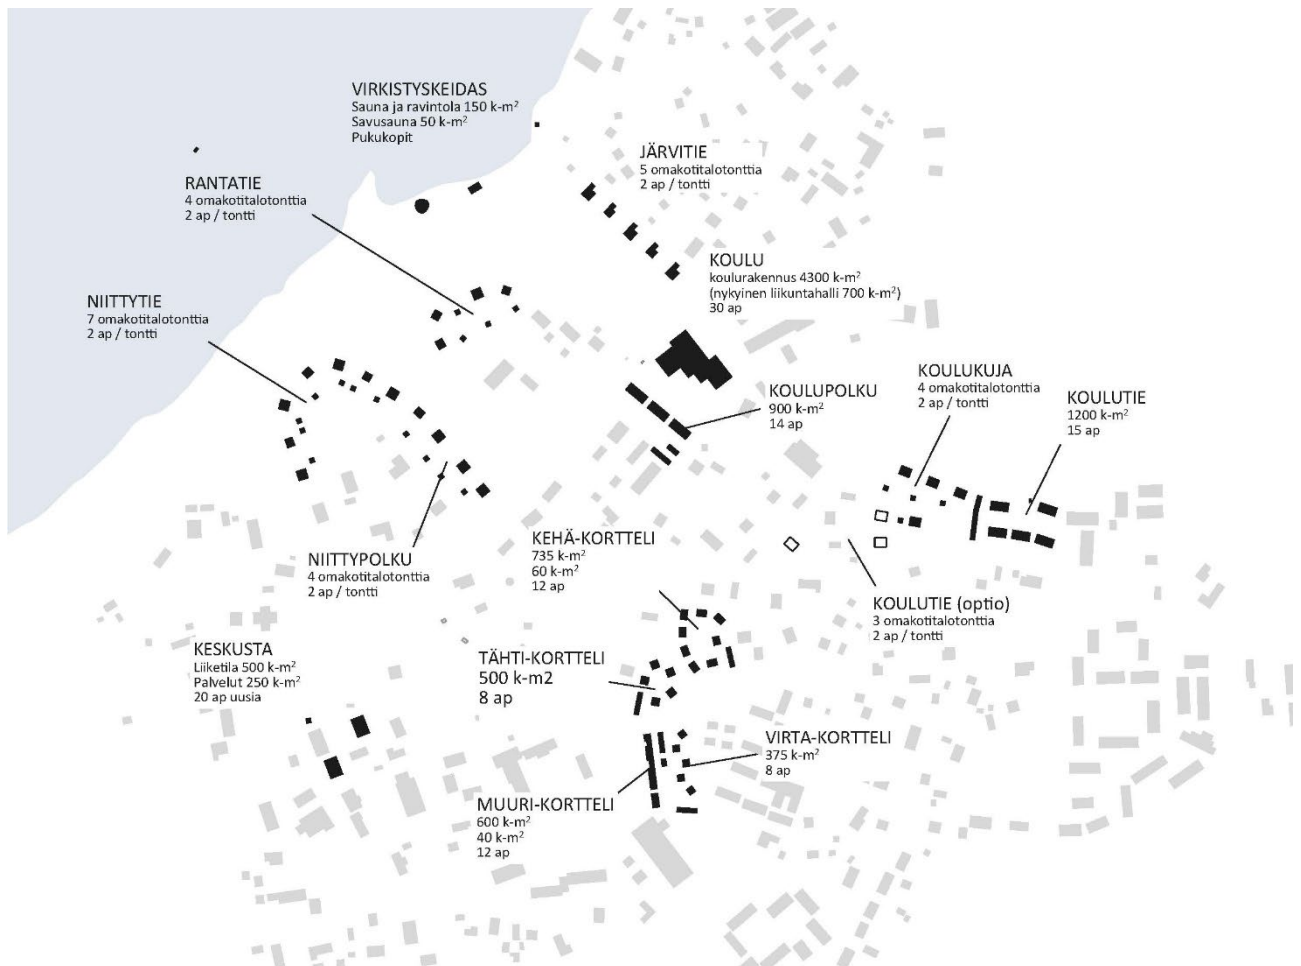 VIRKISTYSKEIDAS
Sauna ja ravintola 150 k-m²
Savusauna 50 k-m²
Pukukopit
JÄRVITIE
5 omakotitalotonttia
2 ap / tontti
RANTATIE
4 omakotitalotonttia
2 ap / tontti
KOULU
koulurakennus 4300 k-m²
(nykyinen liikuntahalli 700 k-m²)
30 ap
NIITTYTIE
7 omakotitalotonttia
2 ap / tontti
KOULUKUJA
4 omakotitalotonttia
2 ap / tontti
KOULUPOLKU
900 k-m²
14 ap
KOULUTIE
1200 k-m²
15 ap
KEHÄ-KORTTELI
735 k-m²
60 k-m²
12 ap
NIITTYPOLKU
4 omakotitalotonttia
2 ap / tontti
KOULUTIE (optio)
3 omakotitalotonttia
2 ap / tontti
KESKUSTA
Liiketila 500 k-m²
Palvelut 250 k-m²
20 ap uusia
TÄHTI-KORTTELI
500 k-m2
8 ap
VIRTA-KORTTELI
375 k-m²
8 ap
MUURI-KORTTELI
600 k-m²
40 k-m²
12 ap